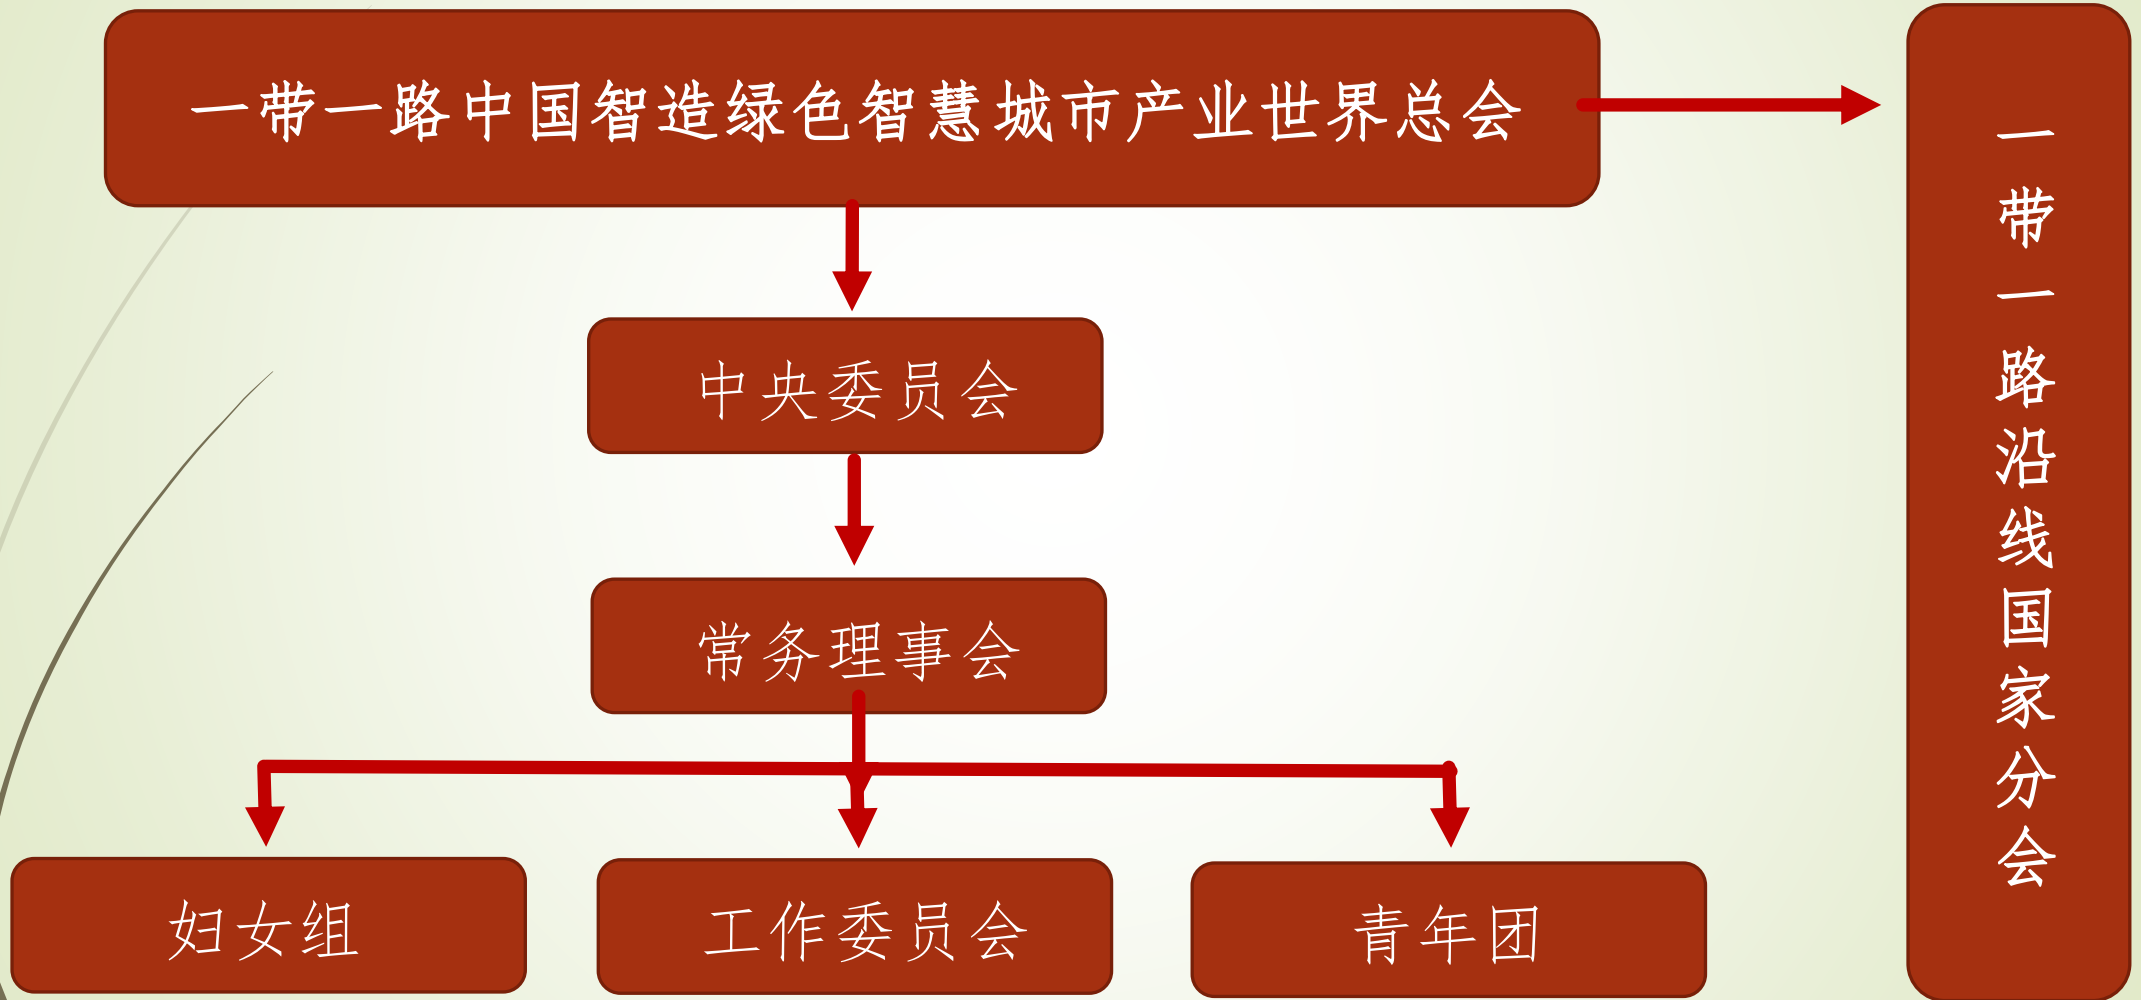 一带一路中国智造绿色智慧城市产业世界总会
中央委员会
常务理事会
妇女组
工作委员会
青年团
一带一路沿线国家分会